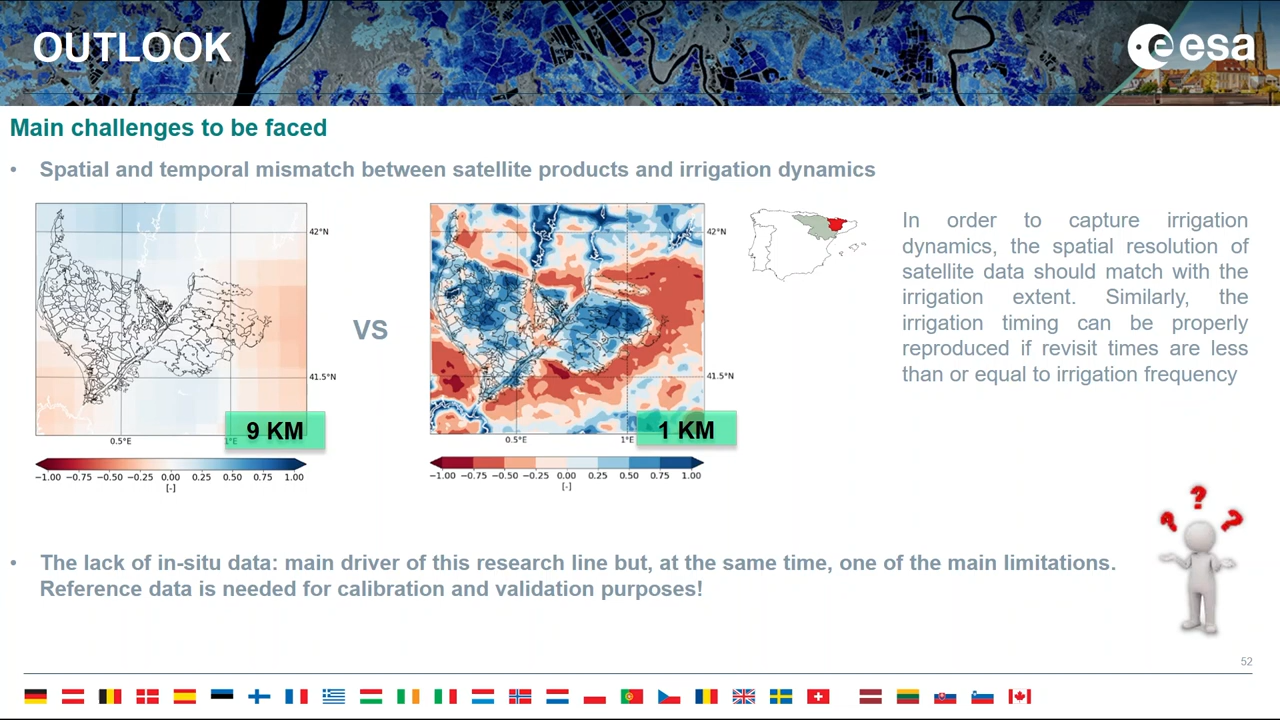 OUTLOOK
esa
Main challenges to be faced
• Spatial and temporal mismatch between satellite products and irrigation dynamics
42°N
41.5°N
0.5°E
1°E
9 KM
−1.00 −0.75 −0.50 −0.25 0.00 0.25 0.50 0.75 1.00
[-]
VS
42°N
41.5°N
0.5°E
1°E
1 KM
−1.00 −0.75 −0.50 −0.25 0.00 0.25 0.50 0.75 1.00
[-]
In order to capture irrigation
dynamics, the spatial resolution of
satellite data should match with the
irrigation extent. Similarly, the
irrigation timing can be properly
reproduced if revisit times are less
than or equal to irrigation frequency
? ? ?
• The lack of in-situ data: main driver of this research line but, at the same time, one of the main limitations.
Reference data is needed for calibration and validation purposes!
52